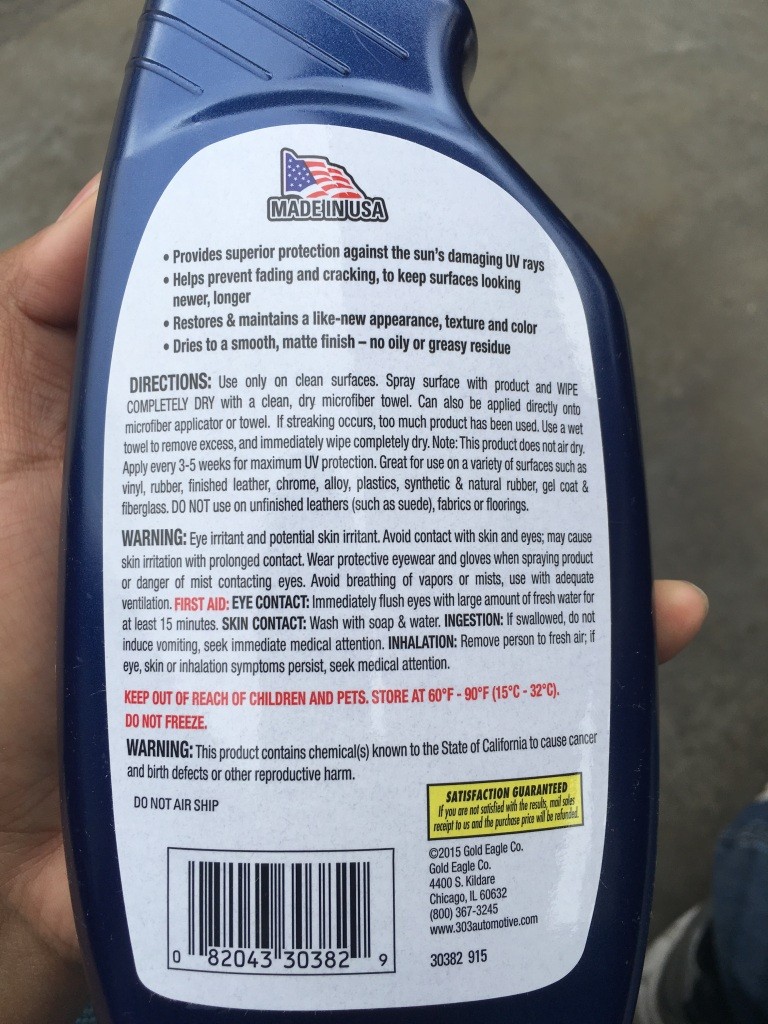 MADE IN USA
• Provides superior protection against the sun's damaging UV rays
• Helps prevent fading and cracking, to keep surfaces looking
newer, longer
• Restores & maintains a like-new appearance, texture and color
• Dries to a smooth, matte finish – no oily or greasy residue
DIRECTIONS: Use only on clean surfaces. Spray surface with product and WIPE
COMPLETELY DRY with a clean, dry microfiber towel. Can also be applied directly onto
microfiber applicator or towel. If streaking occurs, too much product has been used. Use a wet
towel to remove excess, and immediately wipe completely dry. Note: This product does not air dry.
Apply every 3-5 weeks for maximum UV protection. Great for use on a variety of surfaces such as
vinyl, rubber, finished leather, chrome, alloy, plastics, synthetic & natural rubber, gel coat &
fiberglass. DO NOT use on unfinished leathers (such as suede), fabrics or floorings.
WARNING: Eye irritant and potential skin irritant. Avoid contact with skin and eyes; may cause
skin irritation with prolonged contact. Wear protective eyewear and gloves when spraying product
or danger of mist contacting eyes. Avoid breathing of vapors or mists, use with adequate
ventilation. FIRST AID: EYE CONTACT: Immediately flush eyes with large amount of fresh water for
at least 15 minutes. SKIN CONTACT: Wash with soap & water. INGESTION: If swallowed, do not
induce vomiting, seek immediate medical attention. INHALATION: Remove person to fresh air; if
eye, skin or inhalation symptoms persist, seek medical attention.
KEEP OUT OF REACH OF CHILDREN AND PETS. STORE AT 60°F - 90°F (15°C - 32°C).
DO NOT FREEZE.
WARNING: This product contains chemical(s) known to the State of California to cause cancer
and birth defects or other reproductive harm.
DO NOT AIR SHIP
SATISFACTION GUARANTEED
If you are not satisfied with the results, mail sales
receipt to us and the purchase price will be refunded.
©2015 Gold Eagle Co.
Gold Eagle Co.
4400 S. Kildare
Chicago, IL 60632
(800) 367-3245
www.303automotive.com
30382 915
0 82043 30382 9